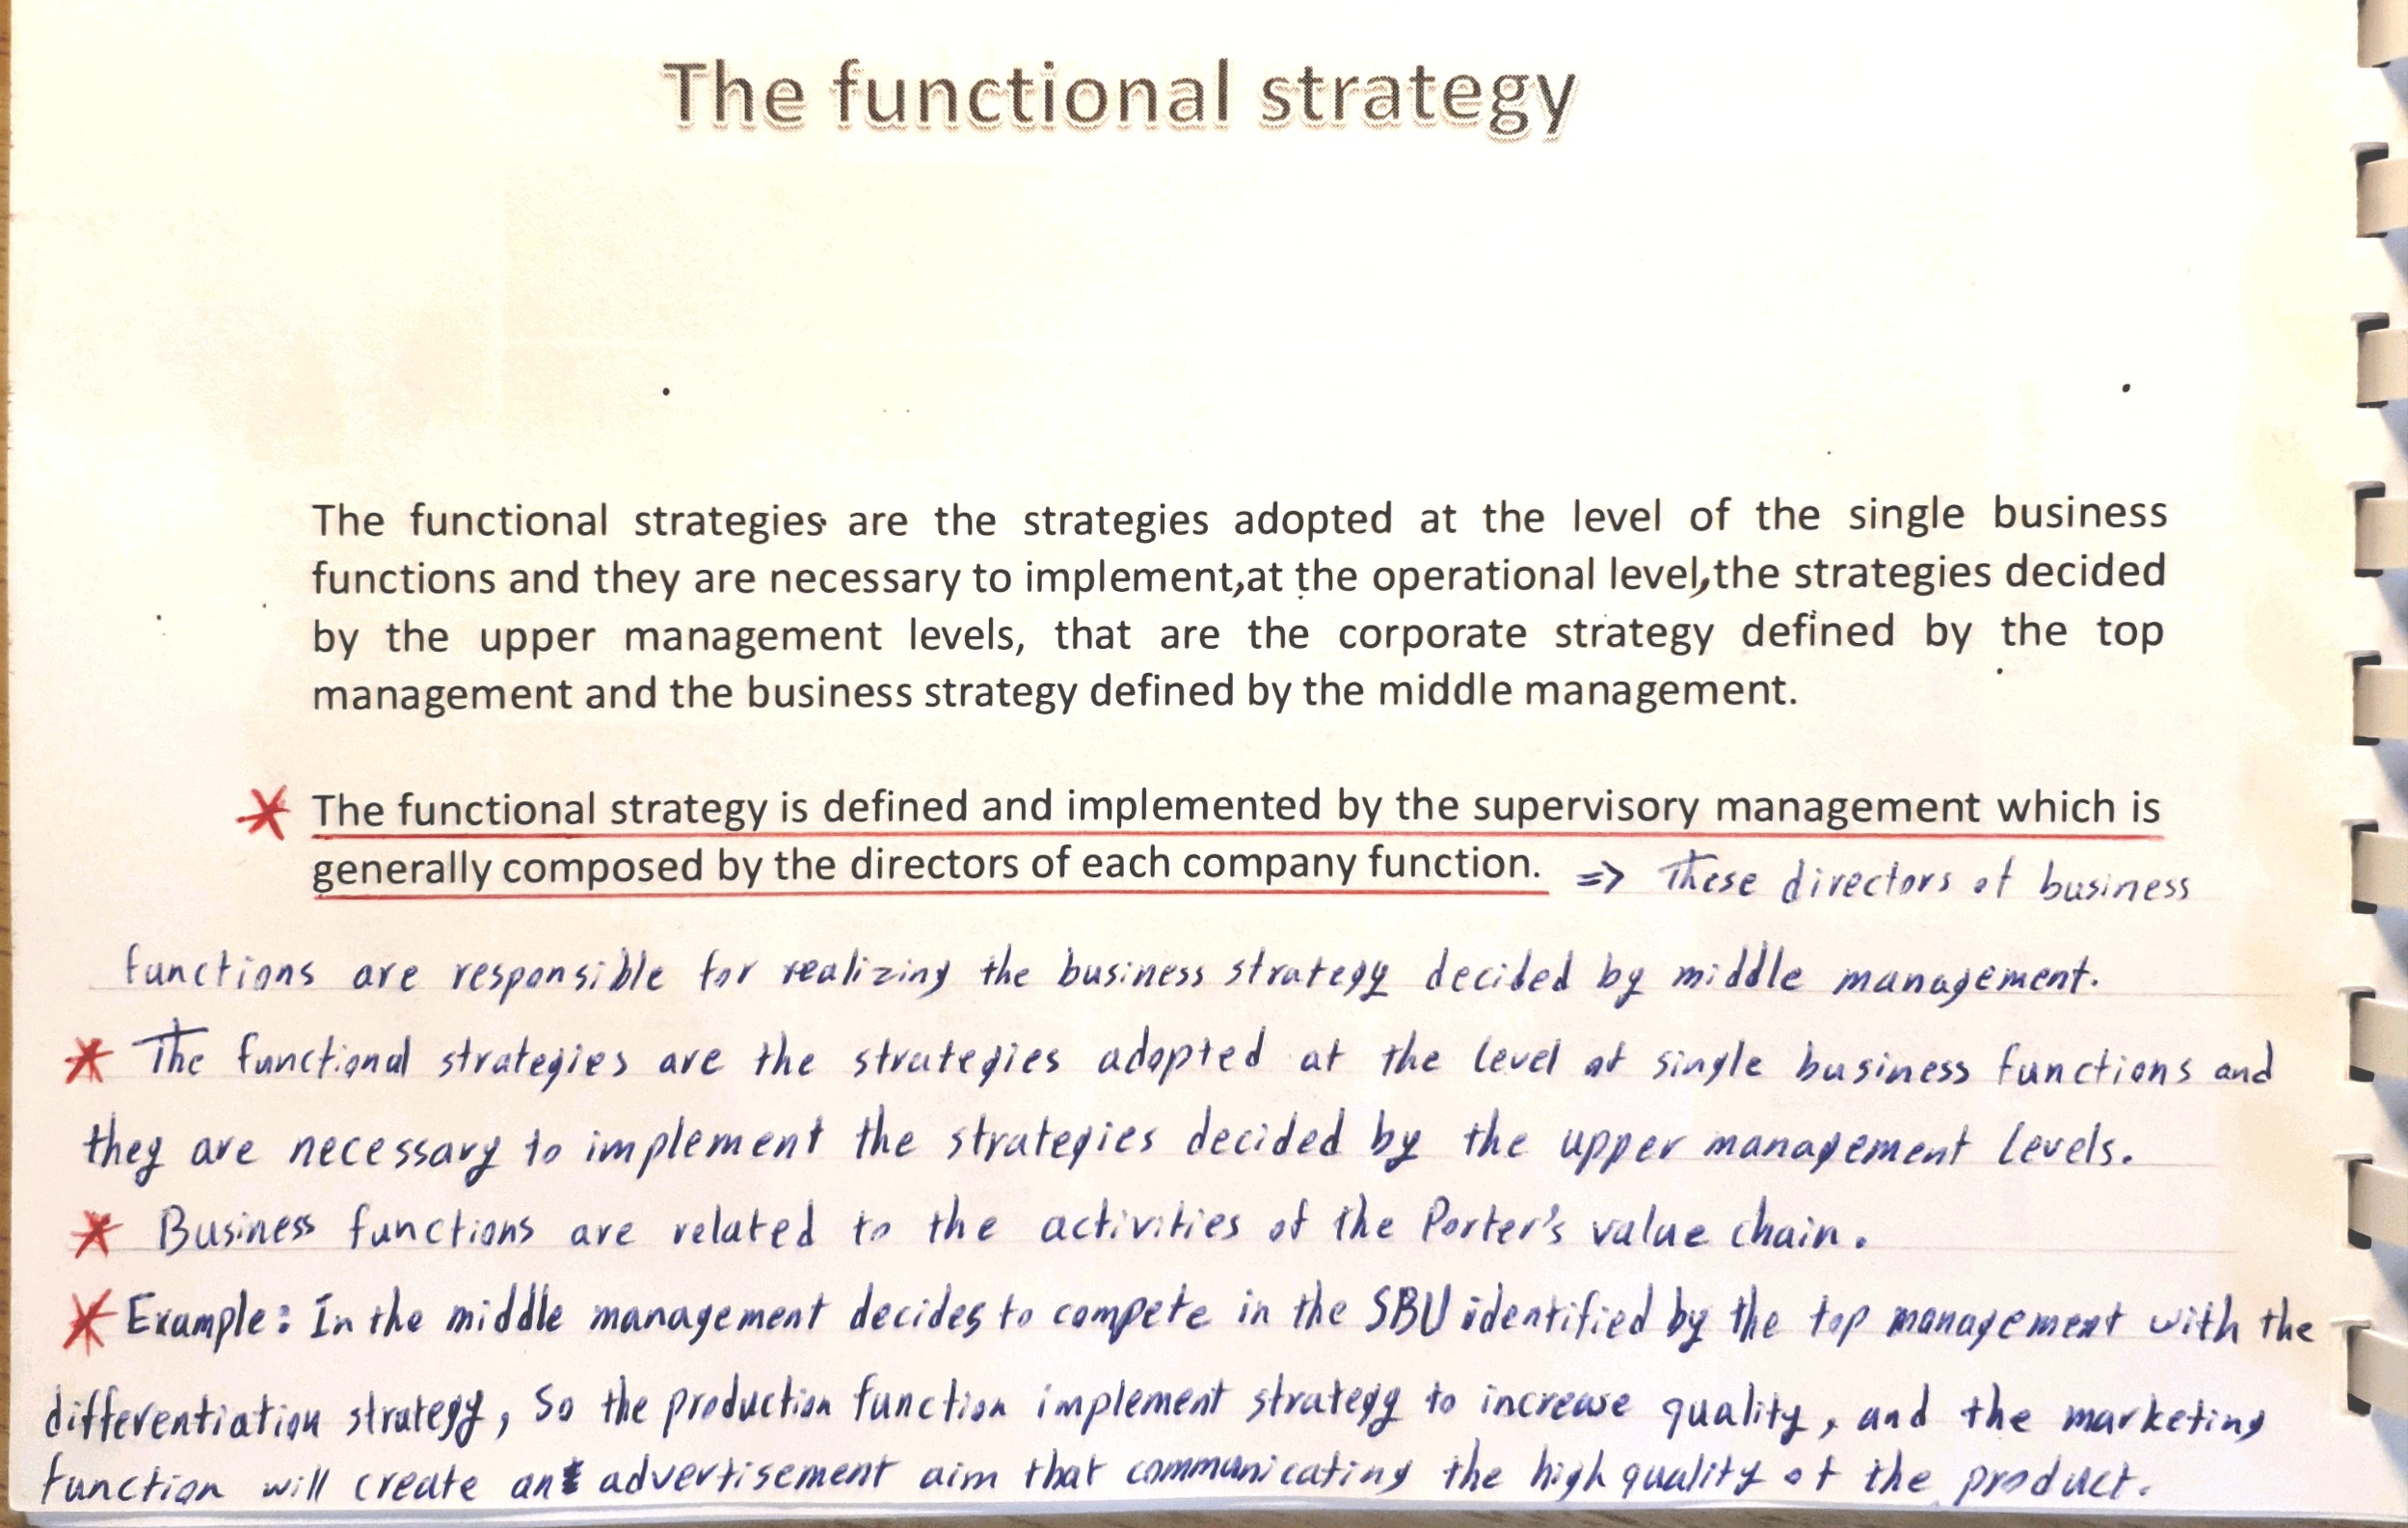 The functional strategy
The functional strategies are the strategies adopted at the level of the single business
functions and they are necessary to implement,at the operational level,the strategies decided
by the upper management levels, that are the corporate strategy defined by the top
management and the business strategy defined by the middle management.
* The functional strategy is defined and implemented by the supervisory management which is
generally composed by the directors of each company function. => These directors of business
functions are responsible for realizing the business strategy decided by middle management.
* The functional strategies are the strategies adopted at the level of single business functions and
they are necessary to implement the strategies decided by the upper management levels.
* Business functions are related to the activities of the Porter's value chain.
* Example: In the middle management decides to compete in the SBU identified by the top management with the
differentiation strategy, So the production function implement strategy to increase quality, and the marketing
function will create an advertisement aim that communicating the high quality of the product.